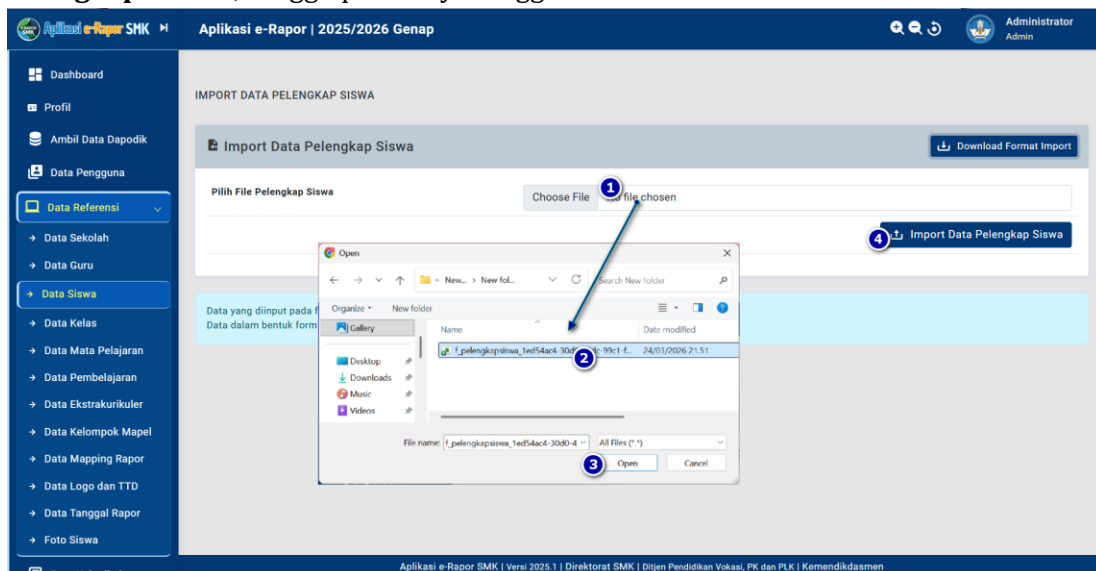 Aplikasi e-Rapor SMK
Aplikasi e-Rapor | 2025/2026 Genap
Administrator
Admin
Dashboard
Profil
Ambil Data Dapodik
Data Pengguna
Data Referensi
Data Sekolah
Data Guru
Data Siswa
Data Kelas
Data Mata Pelajaran
Data Pembelajaran
Data Ekstrakurikuler
Data Kelompok Mapel
Data Mapping Rapor
Data Logo dan TTD
Data Tanggal Rapor
Foto Siswa
IMPORT DATA PELENGKAP SISWA
Import Data Pelengkap Siswa
Download Format Import
Pilih File Pelengkap Siswa
Choose File
1
file chosen
4
Import Data Pelengkap Siswa
Data yang diinput pada
Data dalam bentuk form
Open
New... > New fol...
Search New folder
Organize
New folder
Gallery
Desktop
Downloads
Music
Videos
Name
Date modified
f_pelengkapsiswa_1ed54ac4-30d0
99c1-f...
24/03/2026 21.51
2
File name:
f_pelengkapsiswa_1ed54ac4-30d0-4
All Files (*.*)
3
Open
Cancel
Aplikasi e-Rapor SMK | Versi 2025.1 | Direktorat SMK | Ditjen Pendidikan Vokasi, PK dan PLK | Kemendikdasmen